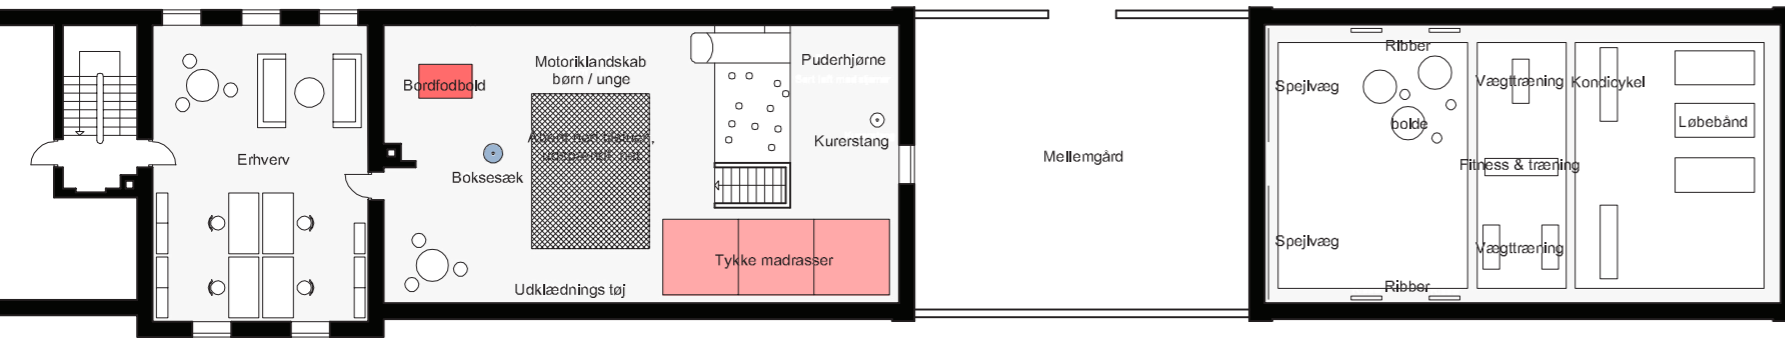 Erhverv
Bordfodbold
Motoriklandskab
børn / unge
Boksesæk
Udklædnings tøj
Puderhjørne
Kurerstang
Tykke madrasser
Mellemgård
Spejlvæg
Spejlvæg
Ribber
bolde
Ribber
Vægttræning
Fitness & træning
Vægttræning
Kondicykel
Løbebånd